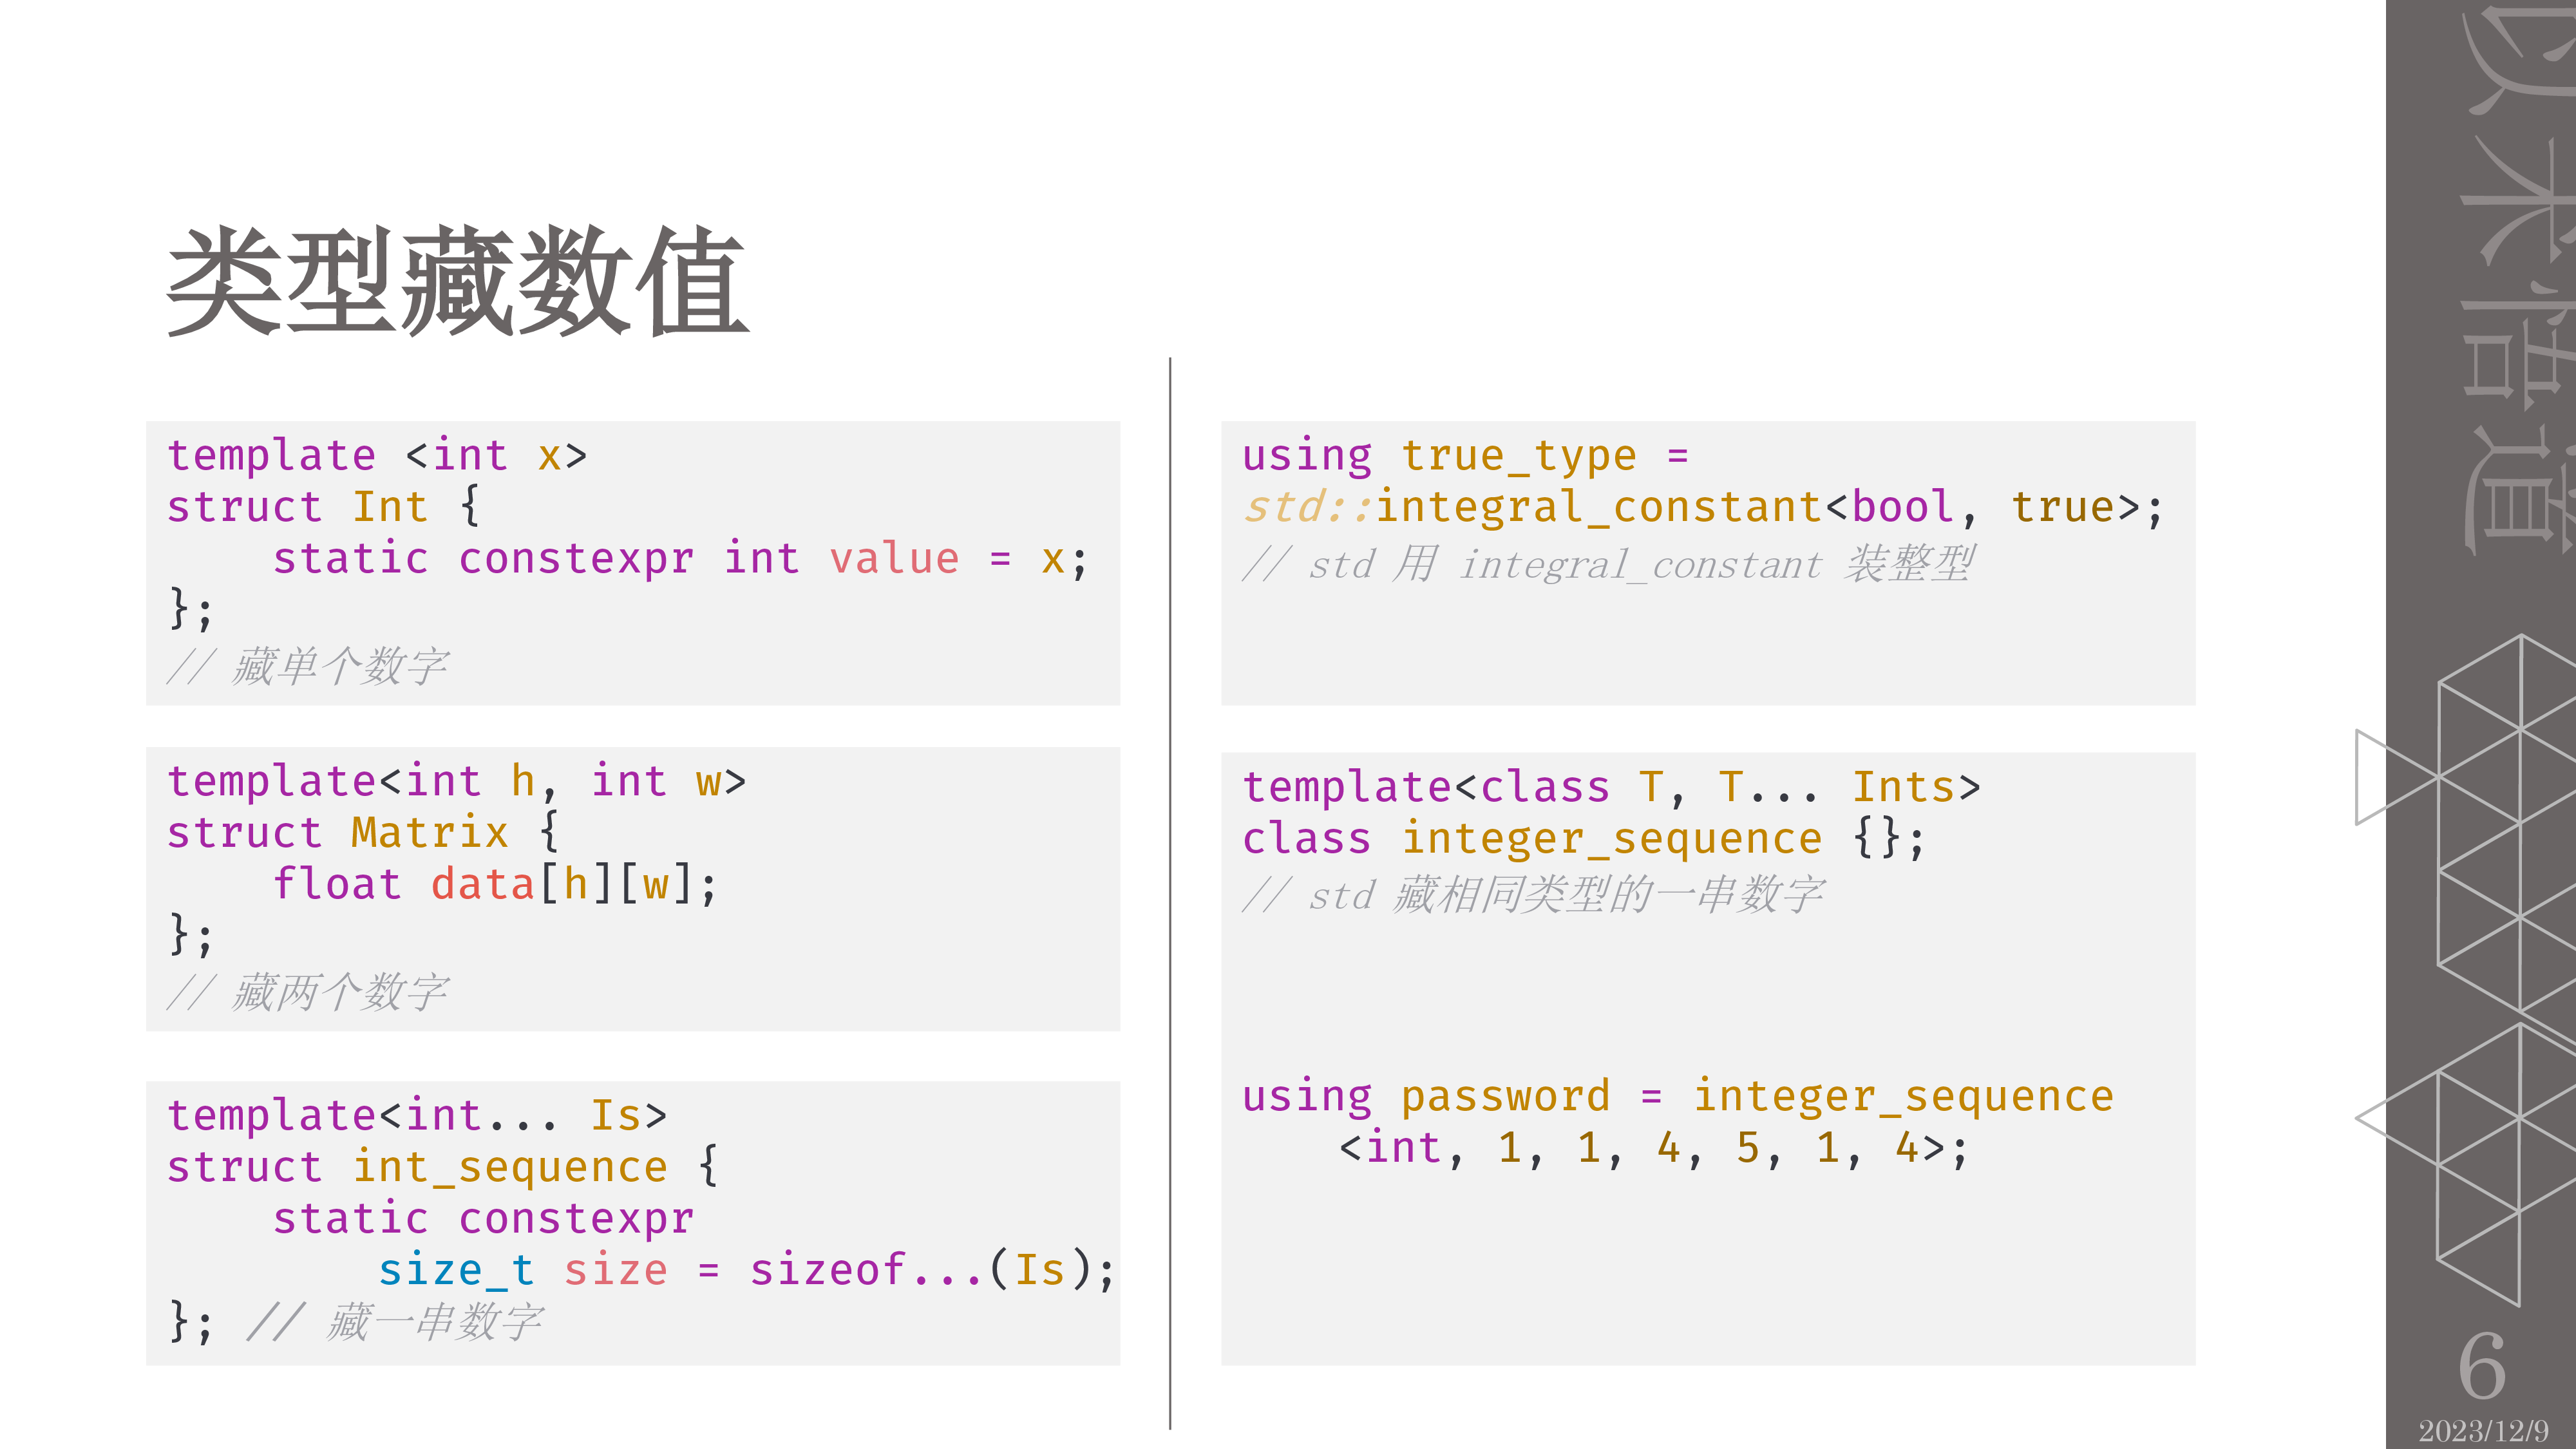 类型藏数值
template <int x>
struct Int {
    static constexpr int value = x;
};
// 藏单个数字
template<int h, int w>
struct Matrix {
    float data[h][w];
};
// 藏两个数字
template<int... Is>
struct int_sequence {
    static constexpr
        size_t size = sizeof...(Is);
}; // 藏一串数字
using true_type =
std::integral_constant<bool, true>;
// std 用 integral_constant 装整型
template<class T, T... Ints>
class integer_sequence {};
// std 藏相同类型的一串数字
using password = integer_sequence
    <int, 1, 1, 4, 5, 1, 4>;
以术悟道
6
2023/12/9